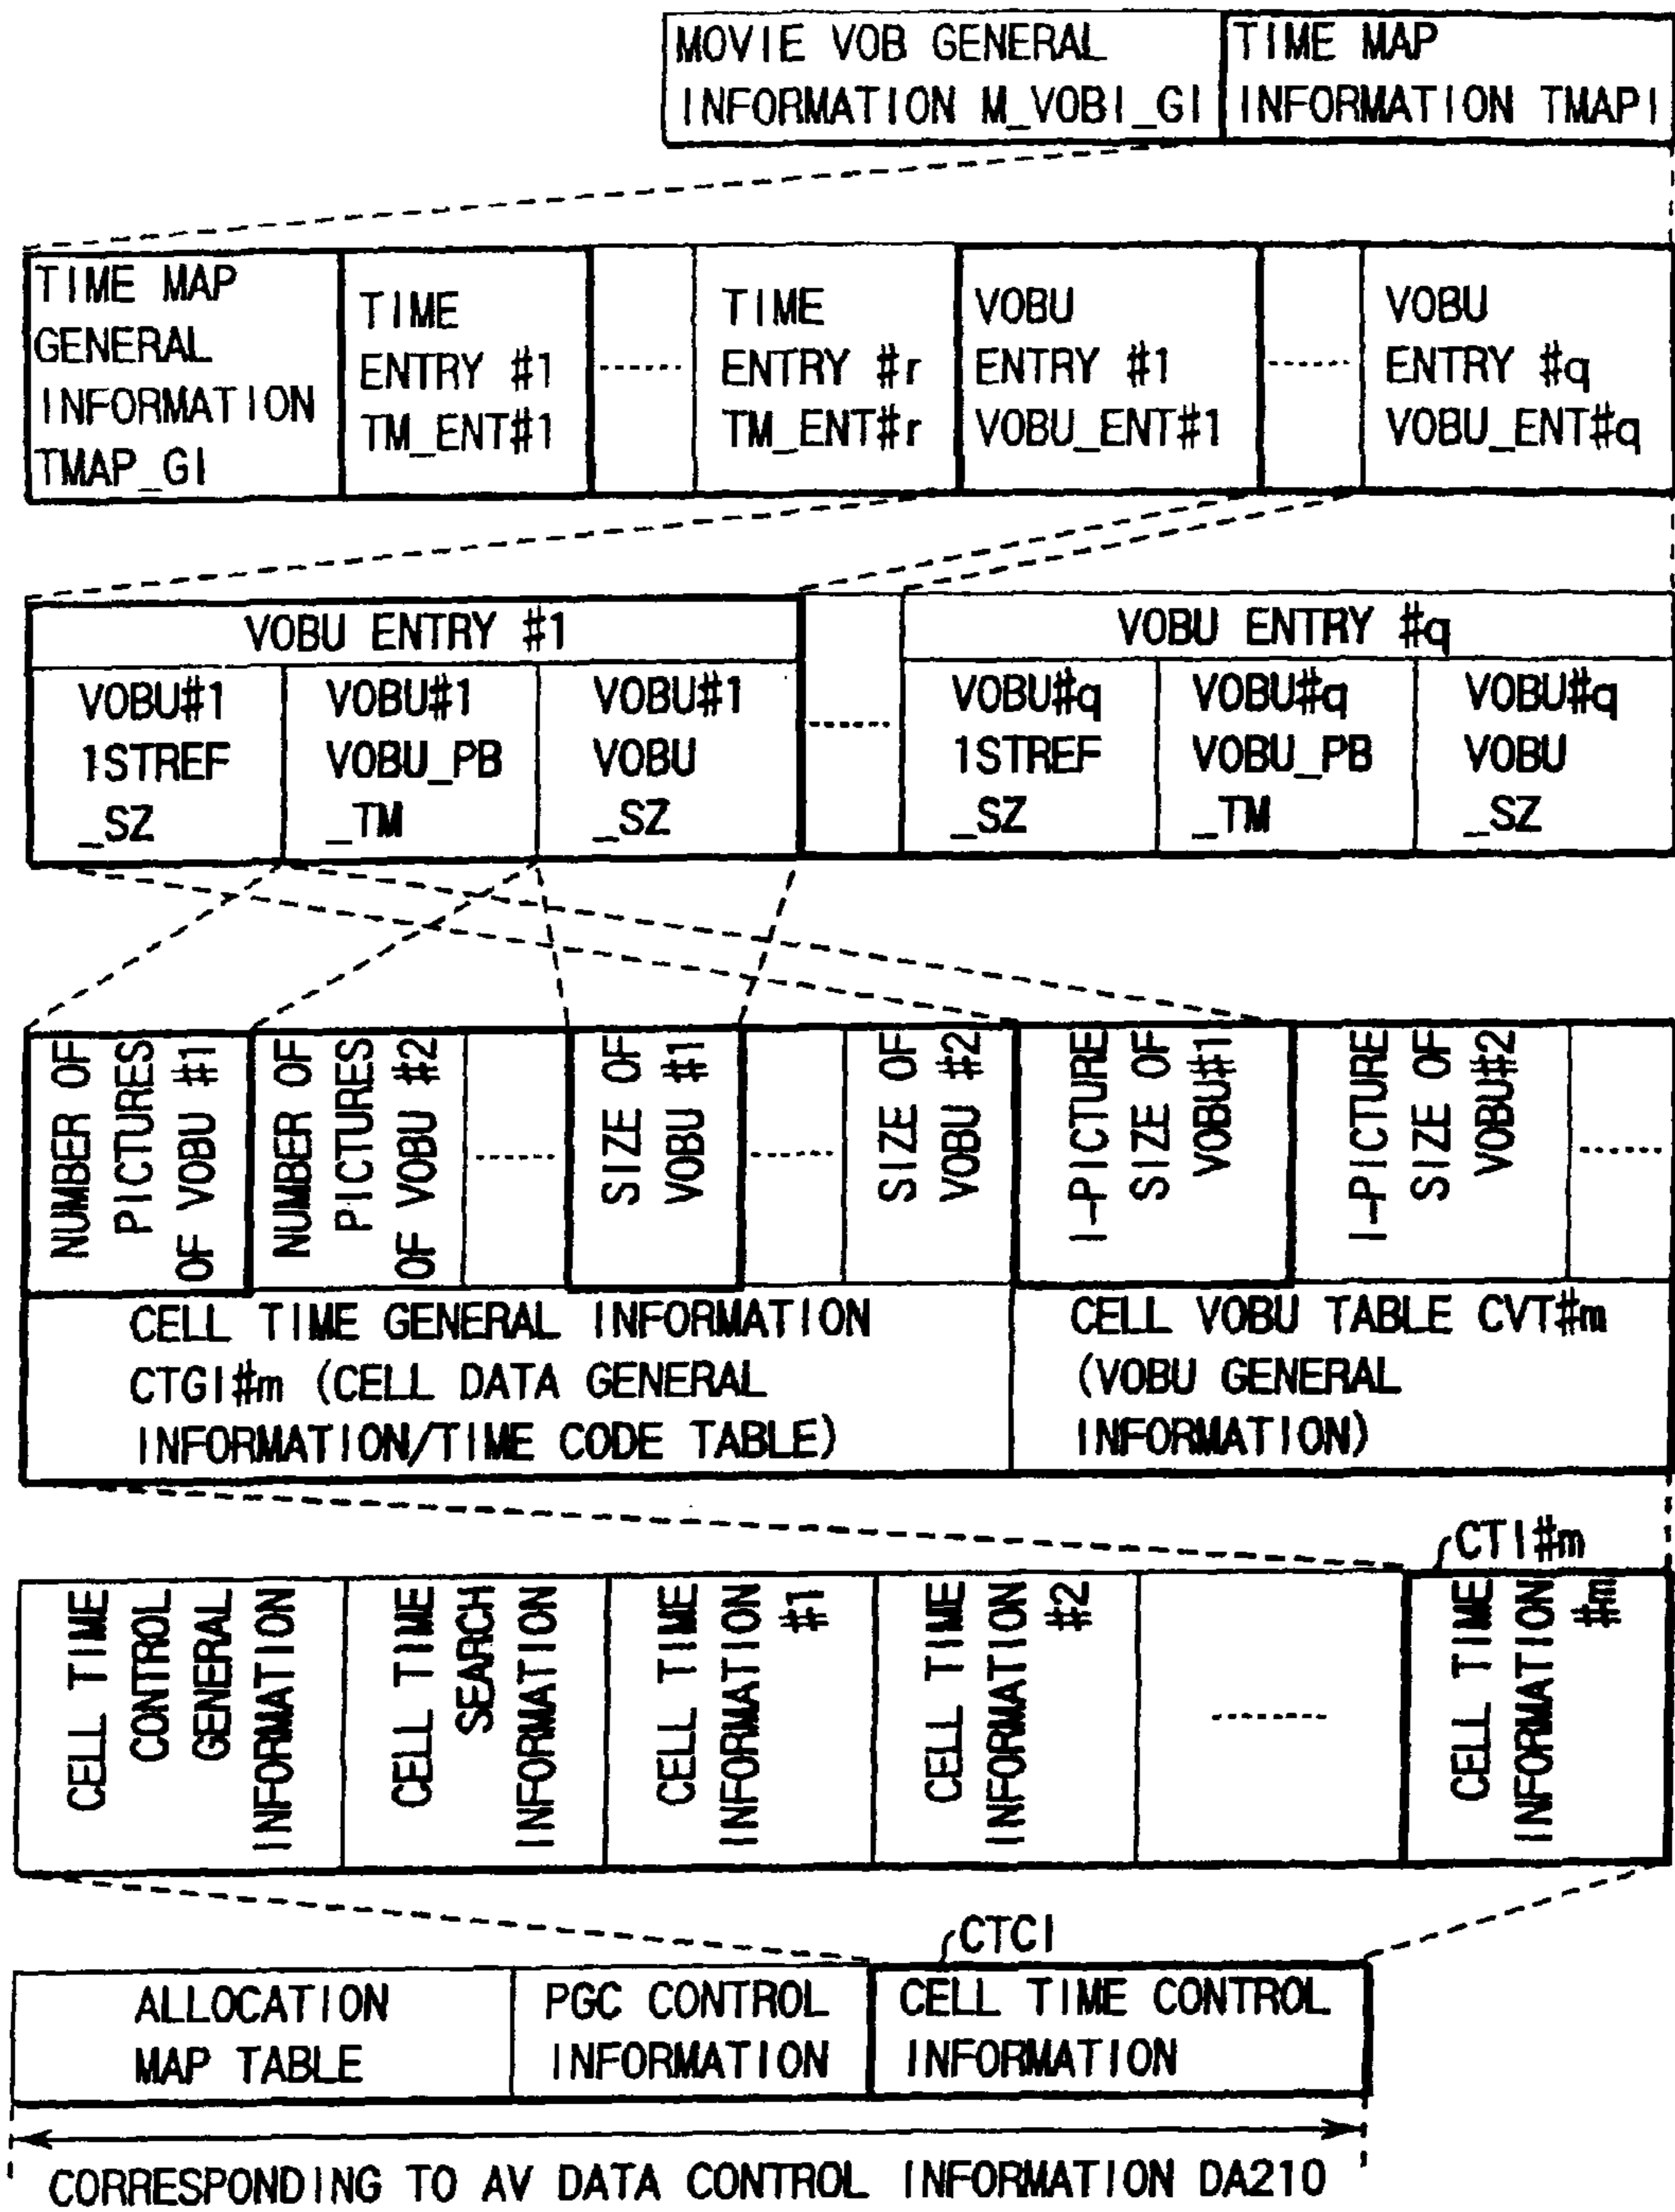 MOVIE VOB GENERAL
INFORMATION M_VOBI_GI
TIME MAP
INFORMATION TMAPI
TIME MAP
GENERAL
INFORMATION
TMAP_GI
TIME
ENTRY #1
TM_ENT#1
TIME
ENTRY #r
TM_ENT#r
VOBU
ENTRY #1
VOBU_ENT#1
VOBU
ENTRY #q
VOBU_ENT#q
VOBU ENTRY #1
VOBU ENTRY #q
VOBU#1
1STREF
_SZ
VOBU#1
VOBU_PB
_TM
VOBU#1
VOBU
_SZ
VOBU#q
1STREF
_SZ
VOBU#q
VOBU_PB
_TM
VOBU#q
VOBU
_SZ
NUMBER OF
PICTURES
OF VOBU #1
NUMBER OF
PICTURES
OF VOBU #2
SIZE OF
VOBU #1
SIZE OF
VOBU #2
I-PICTURE
SIZE OF
VOBU#1
I-PICTURE
SIZE OF
VOBU#2
CELL TIME GENERAL INFORMATION
CTGI#m (CELL DATA GENERAL
INFORMATION/TIME CODE TABLE)
CELL VOBU TABLE CVT#m
(VOBU GENERAL
INFORMATION)
CTI#m
CELL TIME
CONTROL
GENERAL
INFORMATION
CELL TIME
SEARCH
INFORMATION
CELL TIME
INFORMATION
#1
CELL TIME
INFORMATION
#2
CELL TIME
INFORMATION
#m
CTCI
ALLOCATION
MAP TABLE
PGC CONTROL
INFORMATION
CELL TIME CONTROL
INFORMATION
CORRESPONDING TO AV DATA CONTROL INFORMATION DA210